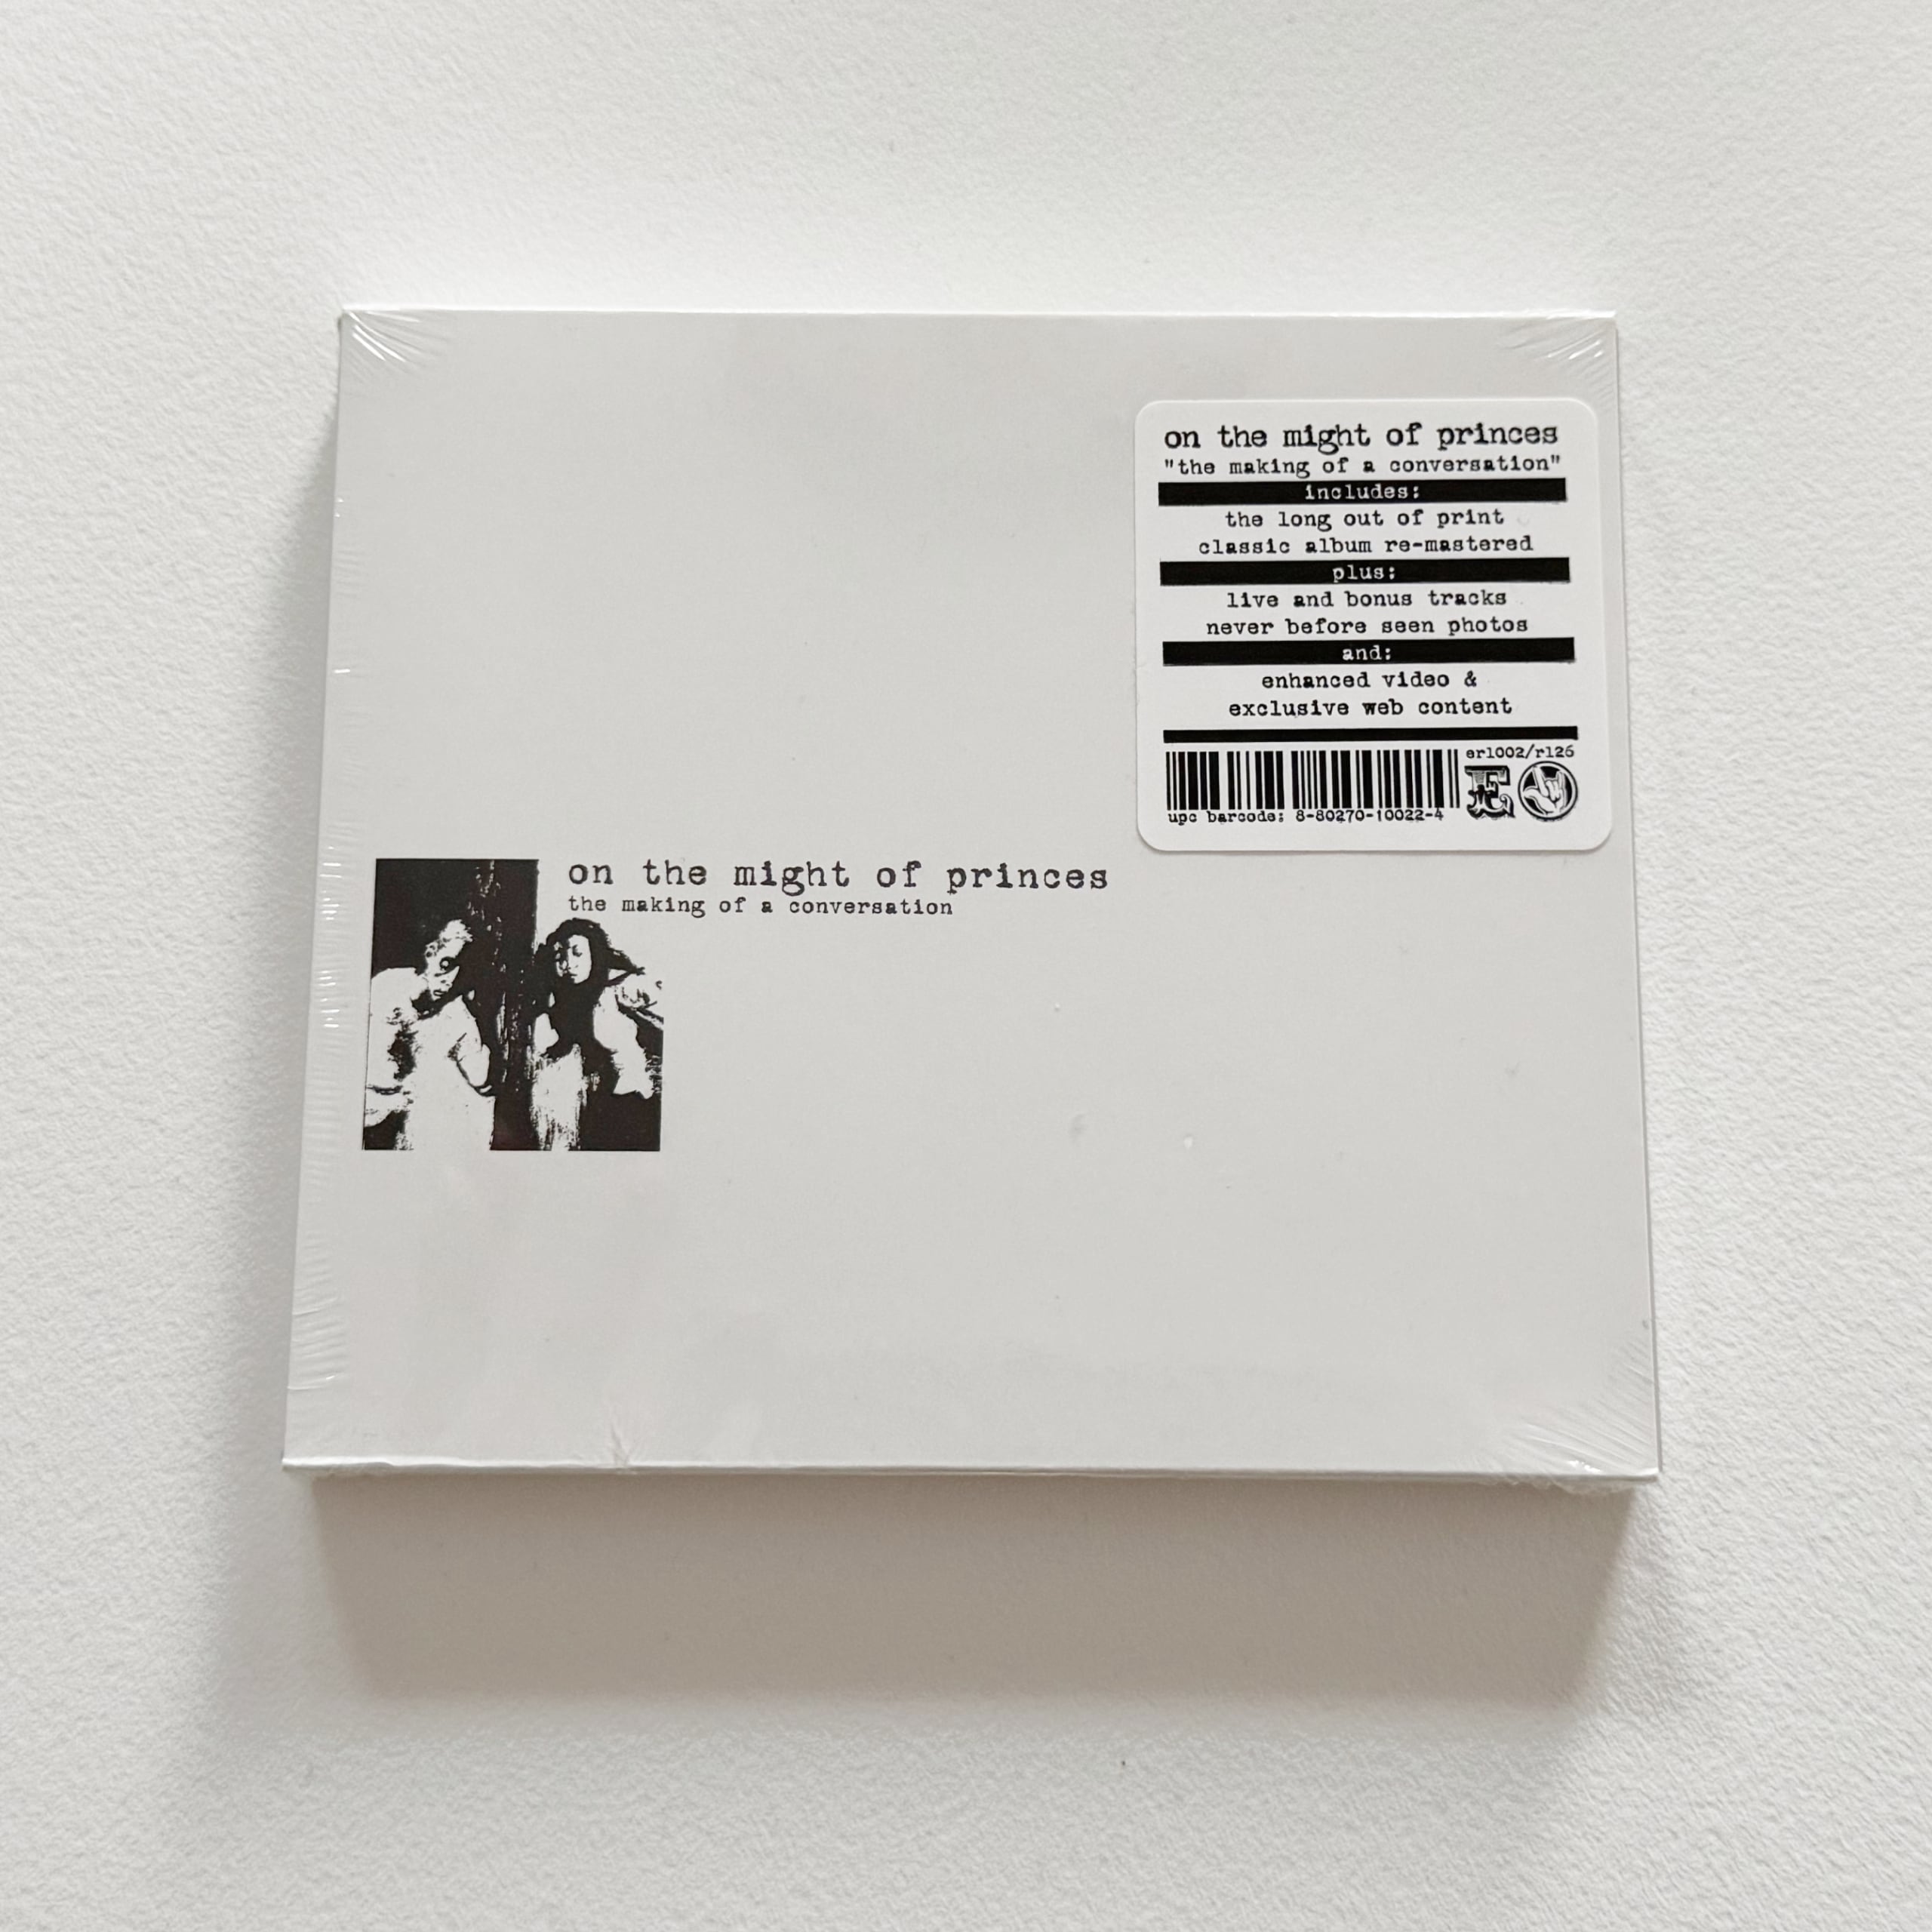 on the might of princes
"the making of a conversation"
includes:
the long out of print
classic album re-mastered
plus:
live and bonus tracks
never before seen photos
and:
enhanced video &
exclusive web content
er1002/r126
E
upc barcode: 8-80270-10022-4
on the might of princes
the making of a conversation